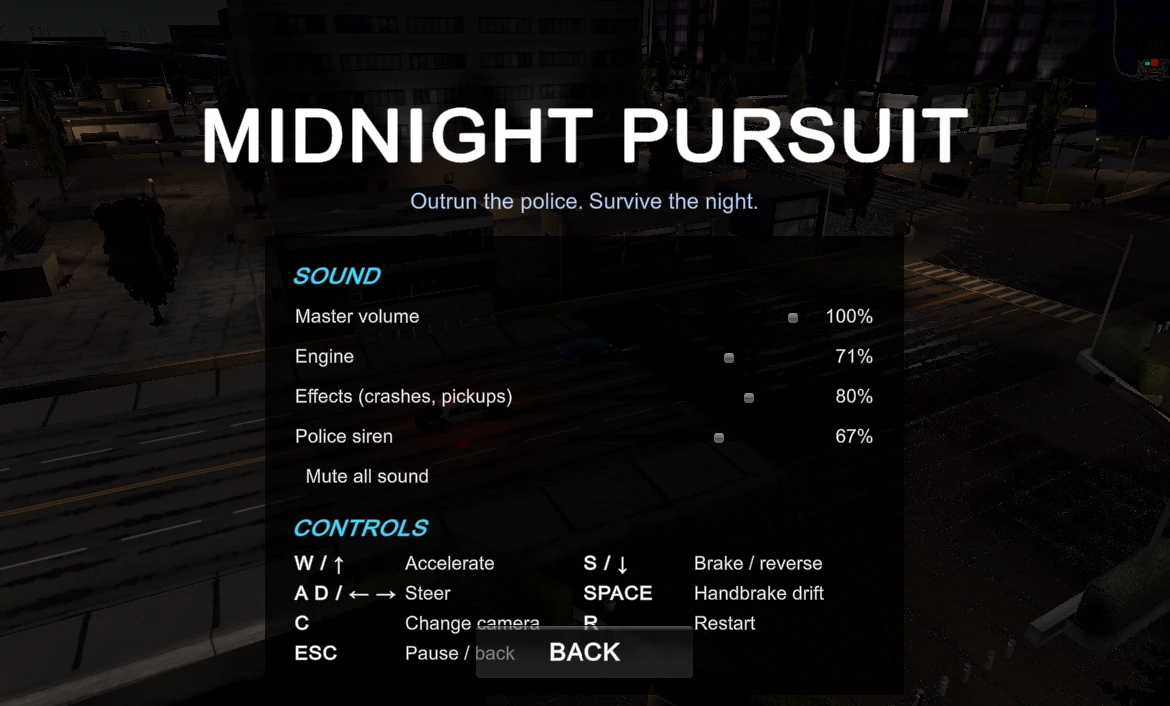 MIDNIGHT PURSUIT
Outrun the police. Survive the night.
SOUND
Master volume 100%
Engine 71%
Effects (crashes, pickups) 80%
Police siren 67%
Mute all sound
CONTROLS
W / ↑ Accelerate S / ↓ Brake / reverse
A D / ← → Steer SPACE Handbrake drift
C Change camera R Restart
ESC Pause / back
BACK